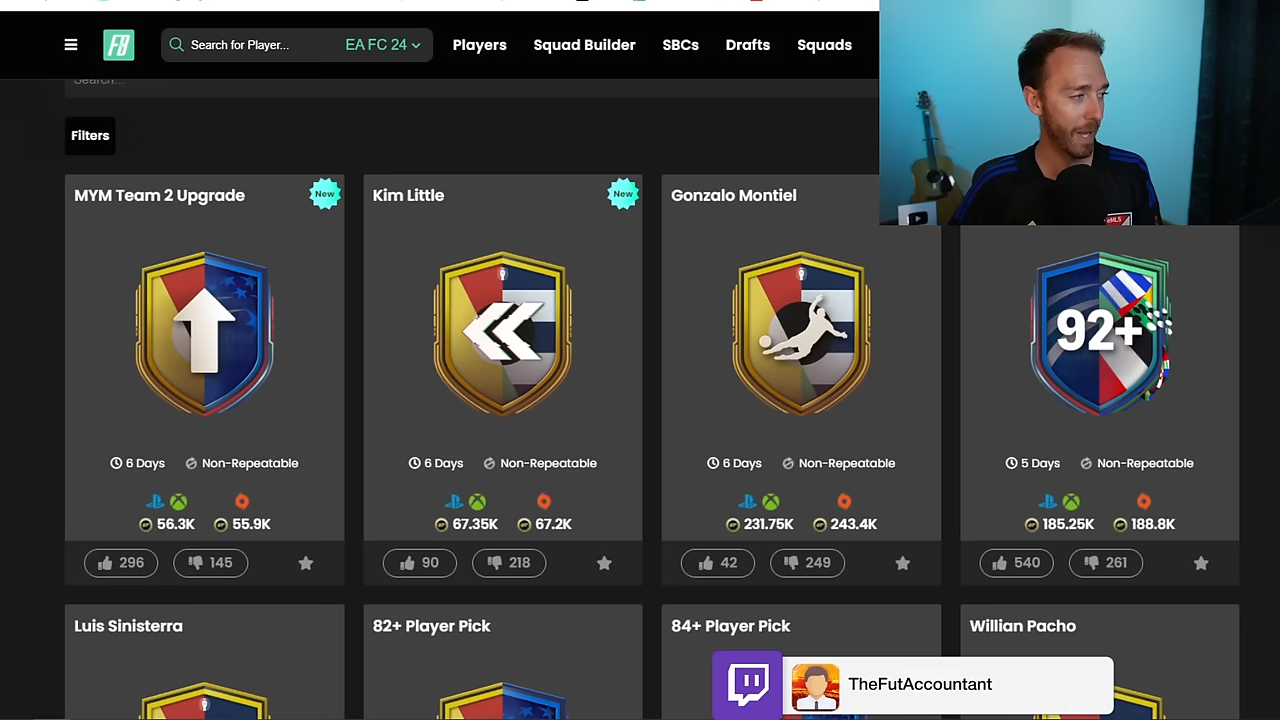 FB
Search for Player...
EA FC 24
Players
Squad Builder
SBCs
Drafts
Squads
Search...
Filters
MYM Team 2 Upgrade
New
Kim Little
New
Gonzalo Montiel
92+
6 Days
Non-Repeatable
6 Days
Non-Repeatable
6 Days
Non-Repeatable
5 Days
Non-Repeatable
56.3K
55.9K
67.35K
67.2K
231.75K
243.4K
185.25K
188.8K
296
145
90
218
42
249
540
261
Luis Sinisterra
82+ Player Pick
84+ Player Pick
Willian Pacho
TheFutAccountant